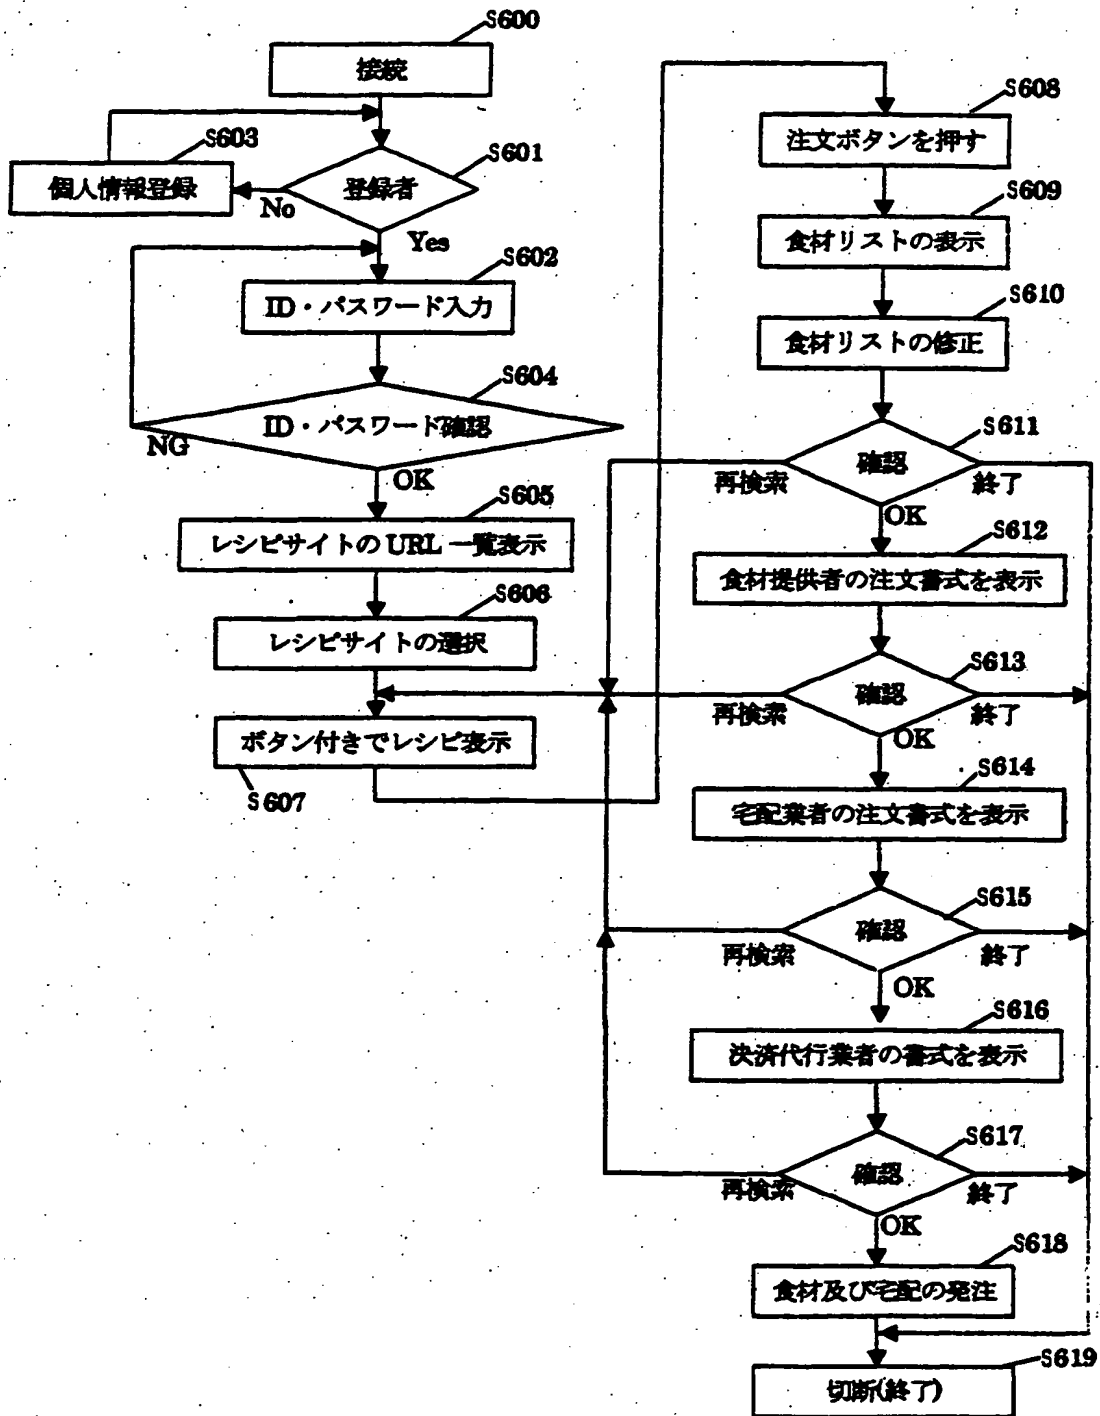 S600
接続
S603
個人情報登録
S601
登録者
No
Yes
S602
ID・パスワード入力
S604
ID・パスワード確認
NG
OK
S605
レシピサイトのURL 一覧表示
S606
レシピサイトの選択
ボタン付きでレシピ表示
S607
S608
注文ボタンを押す
S609
食材リストの表示
S610
食材リストの修正
S611
確認
再検索
終了
OK
S612
食材提供者の注文書式を表示
S613
確認
再検索
終了
OK
S614
宅配業者の注文書式を表示
S615
確認
再検索
終了
OK
S616
決済代行業者の書式を表示
S617
確認
再検索
終了
OK
S618
食材及び宅配の発注
S619
切断(終了)